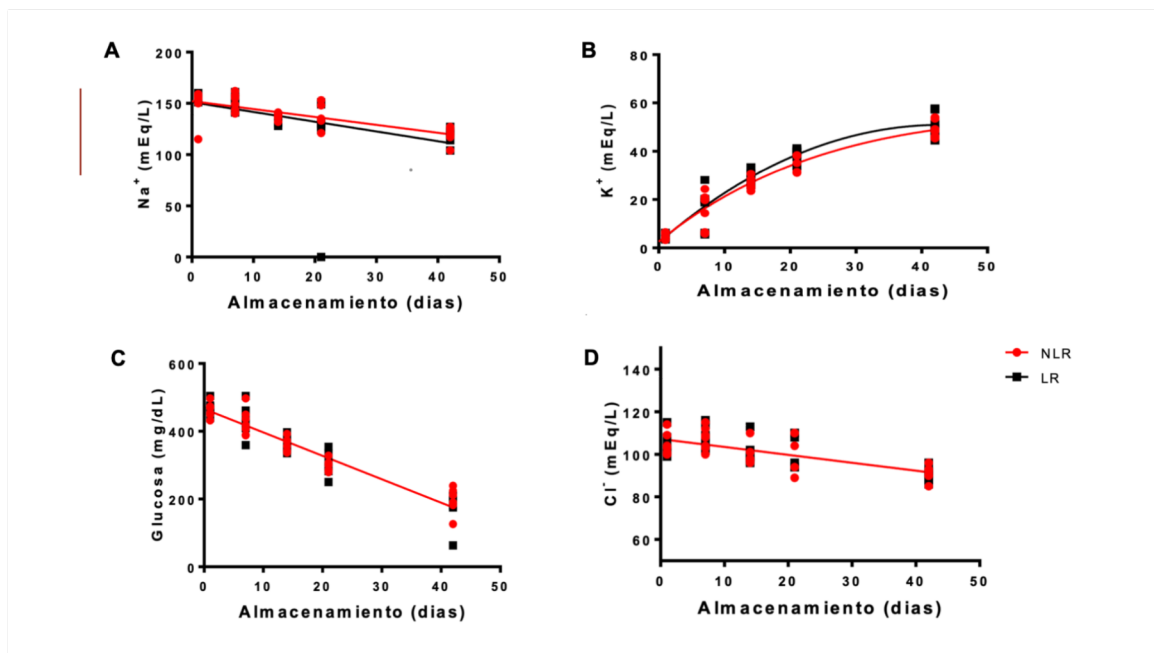 A
200
150
100
50
0
Na+ (mEq/L)
0 10 20 30 40 50
Almacenamiento (dias)
B
80
60
40
20
0
K+ (mEq/L)
0 10 20 30 40 50
Almacenamiento (dias)
C
600
400
200
0
Glucosa (mg/dL)
0 10 20 30 40 50
Almacenamiento (dias)
D
140
120
100
80
60
Cl- (mEq/L)
0 10 20 30 40 50
Almacenamiento (dias)
NLR
LR